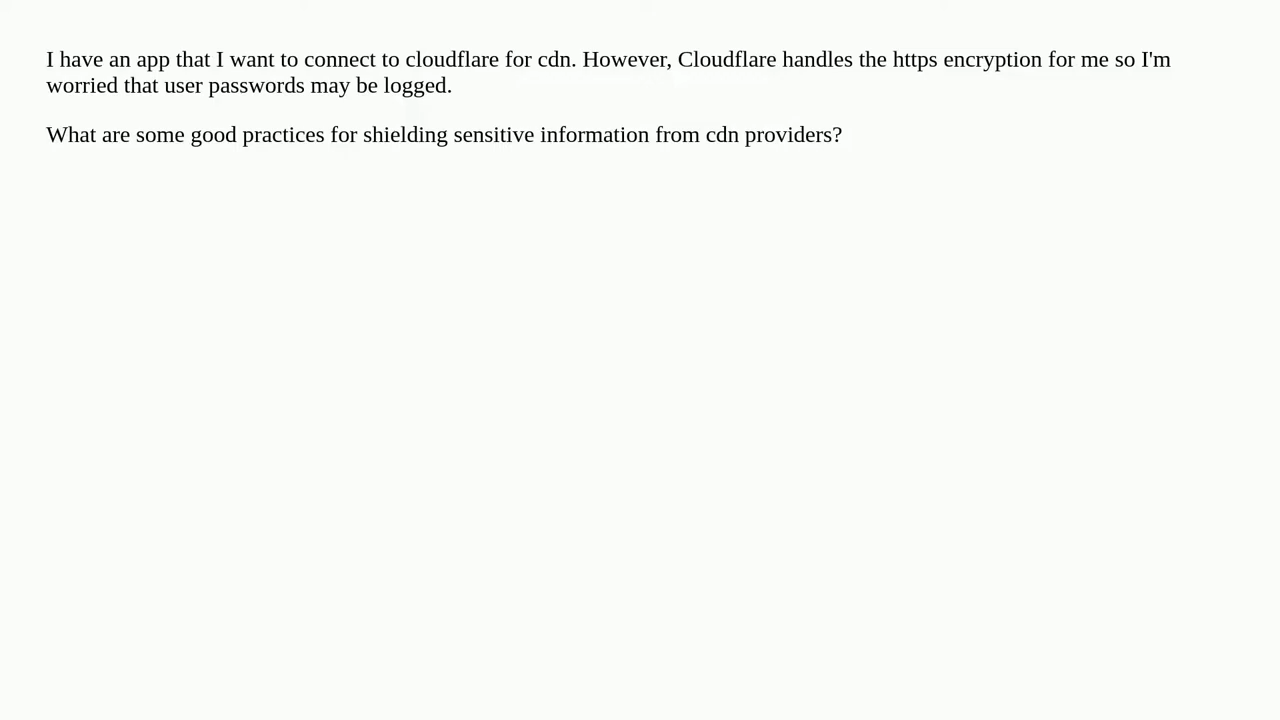 I have an app that I want to connect to cloudflare for cdn. However, Cloudflare handles the https encryption for me so I'm
worried that user passwords may be logged.
What are some good practices for shielding sensitive information from cdn providers?